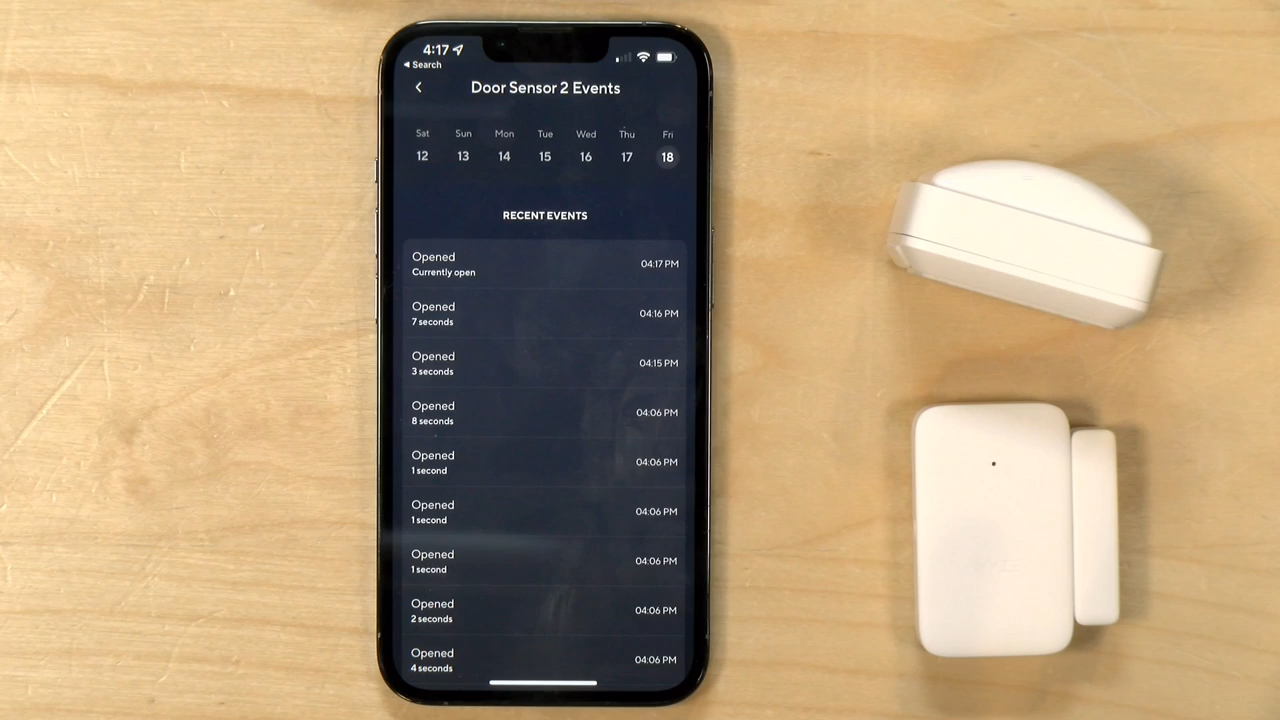 4:17
Search
Door Sensor 2 Events
Sat Sun Mon Tue Wed Thu Fri
12 13 14 15 16 17 18
RECENT EVENTS
Opened
Currently open 04:17 PM
Opened
7 seconds 04:16 PM
Opened
3 seconds 04:15 PM
Opened
8 seconds 04:06 PM
Opened
1 second 04:06 PM
Opened
1 second 04:06 PM
Opened
1 second 04:06 PM
Opened
2 seconds 04:06 PM
Opened
4 seconds 04:06 PM